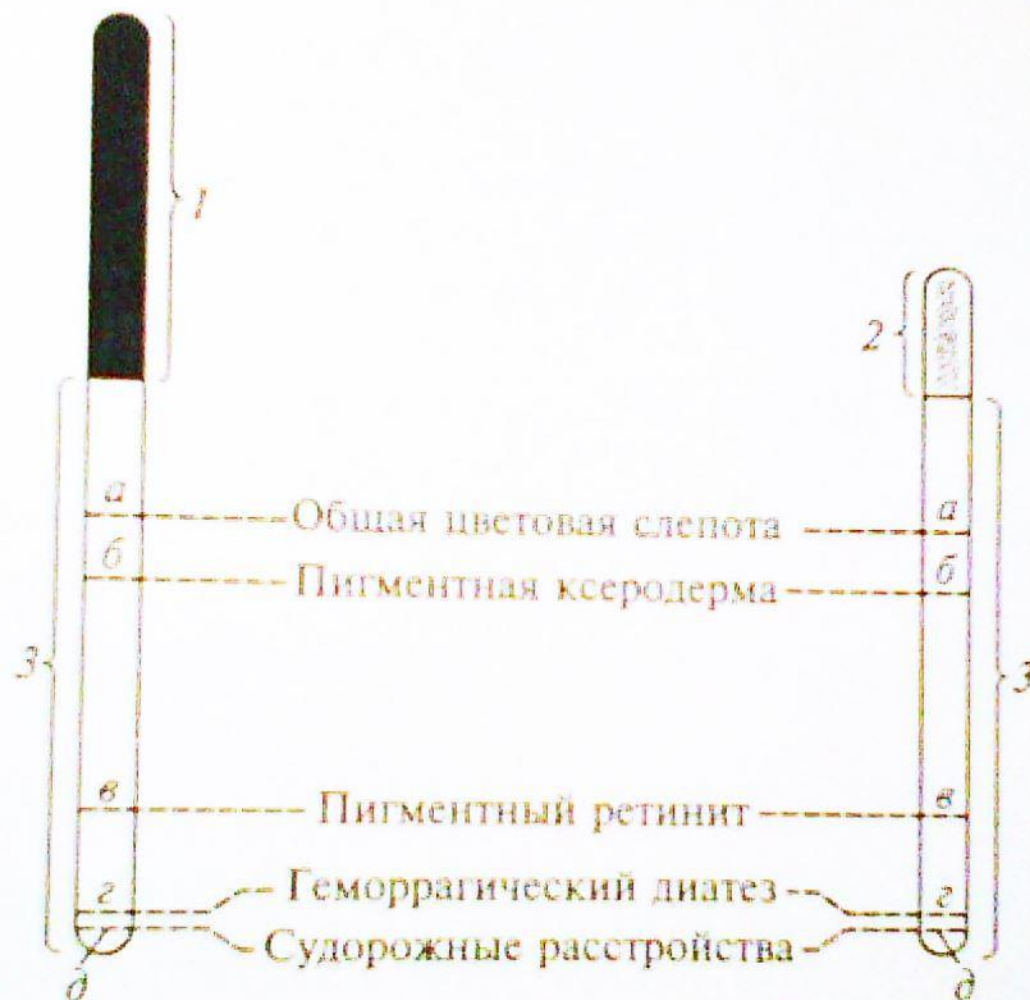 1
2
а Общая цветовая слепота а
б Пигментная ксеродерма б
3 3
в Пигментный ретинит в
г Геморрагический диатез г
Судорожные расстройства
д д